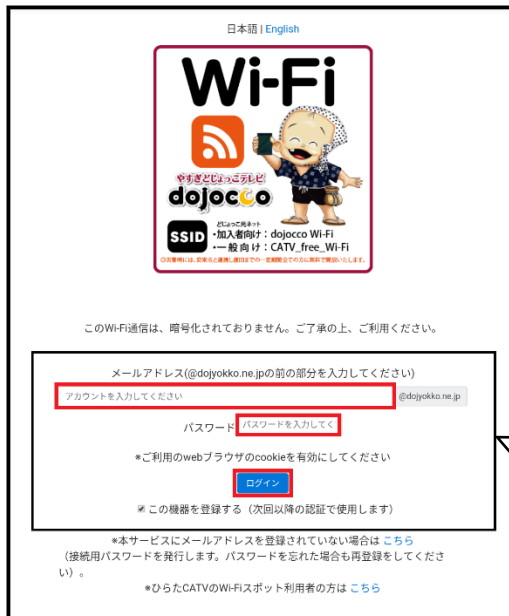 日本語 | English
Wi-Fi
やすぎどじょっこテレビ
dojocco
どじょっこ光ネット
SSID
・加入者向け：dojocco Wi-Fi
・一般向け：CATV_free_Wi-Fi
このWi-Fi通信は、暗号化されておりません。ご了承の上、ご利用ください。
メールアドレス(@dojyokko.ne.jpの前の部分を入力してください)
アカウントを入力してください
@dojyokko.ne.jp
パスワード パスワードを入力してく
*ご利用のwebブラウザのcookieを有効にしてください
ログイン
この機器を登録する（次回以降の認証で使用します）
*本サービスにメールアドレスを登録されていない場合は こちら
（接続用パスワードを発行します。パスワードを忘れた場合も再登録をしてくださ
い）。
*ひらたCATVのWi-Fiスポット利用者の方は こちら